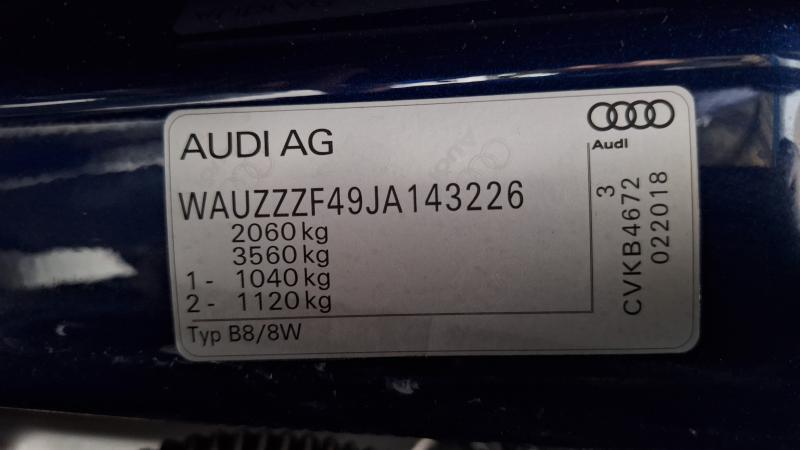 AUDI AG
Audi
WAUZZZF49JA143226
2060 kg
3560 kg
1 - 1040 kg
2 - 1120 kg
Typ B8/8W
3
CVKB4672
022018